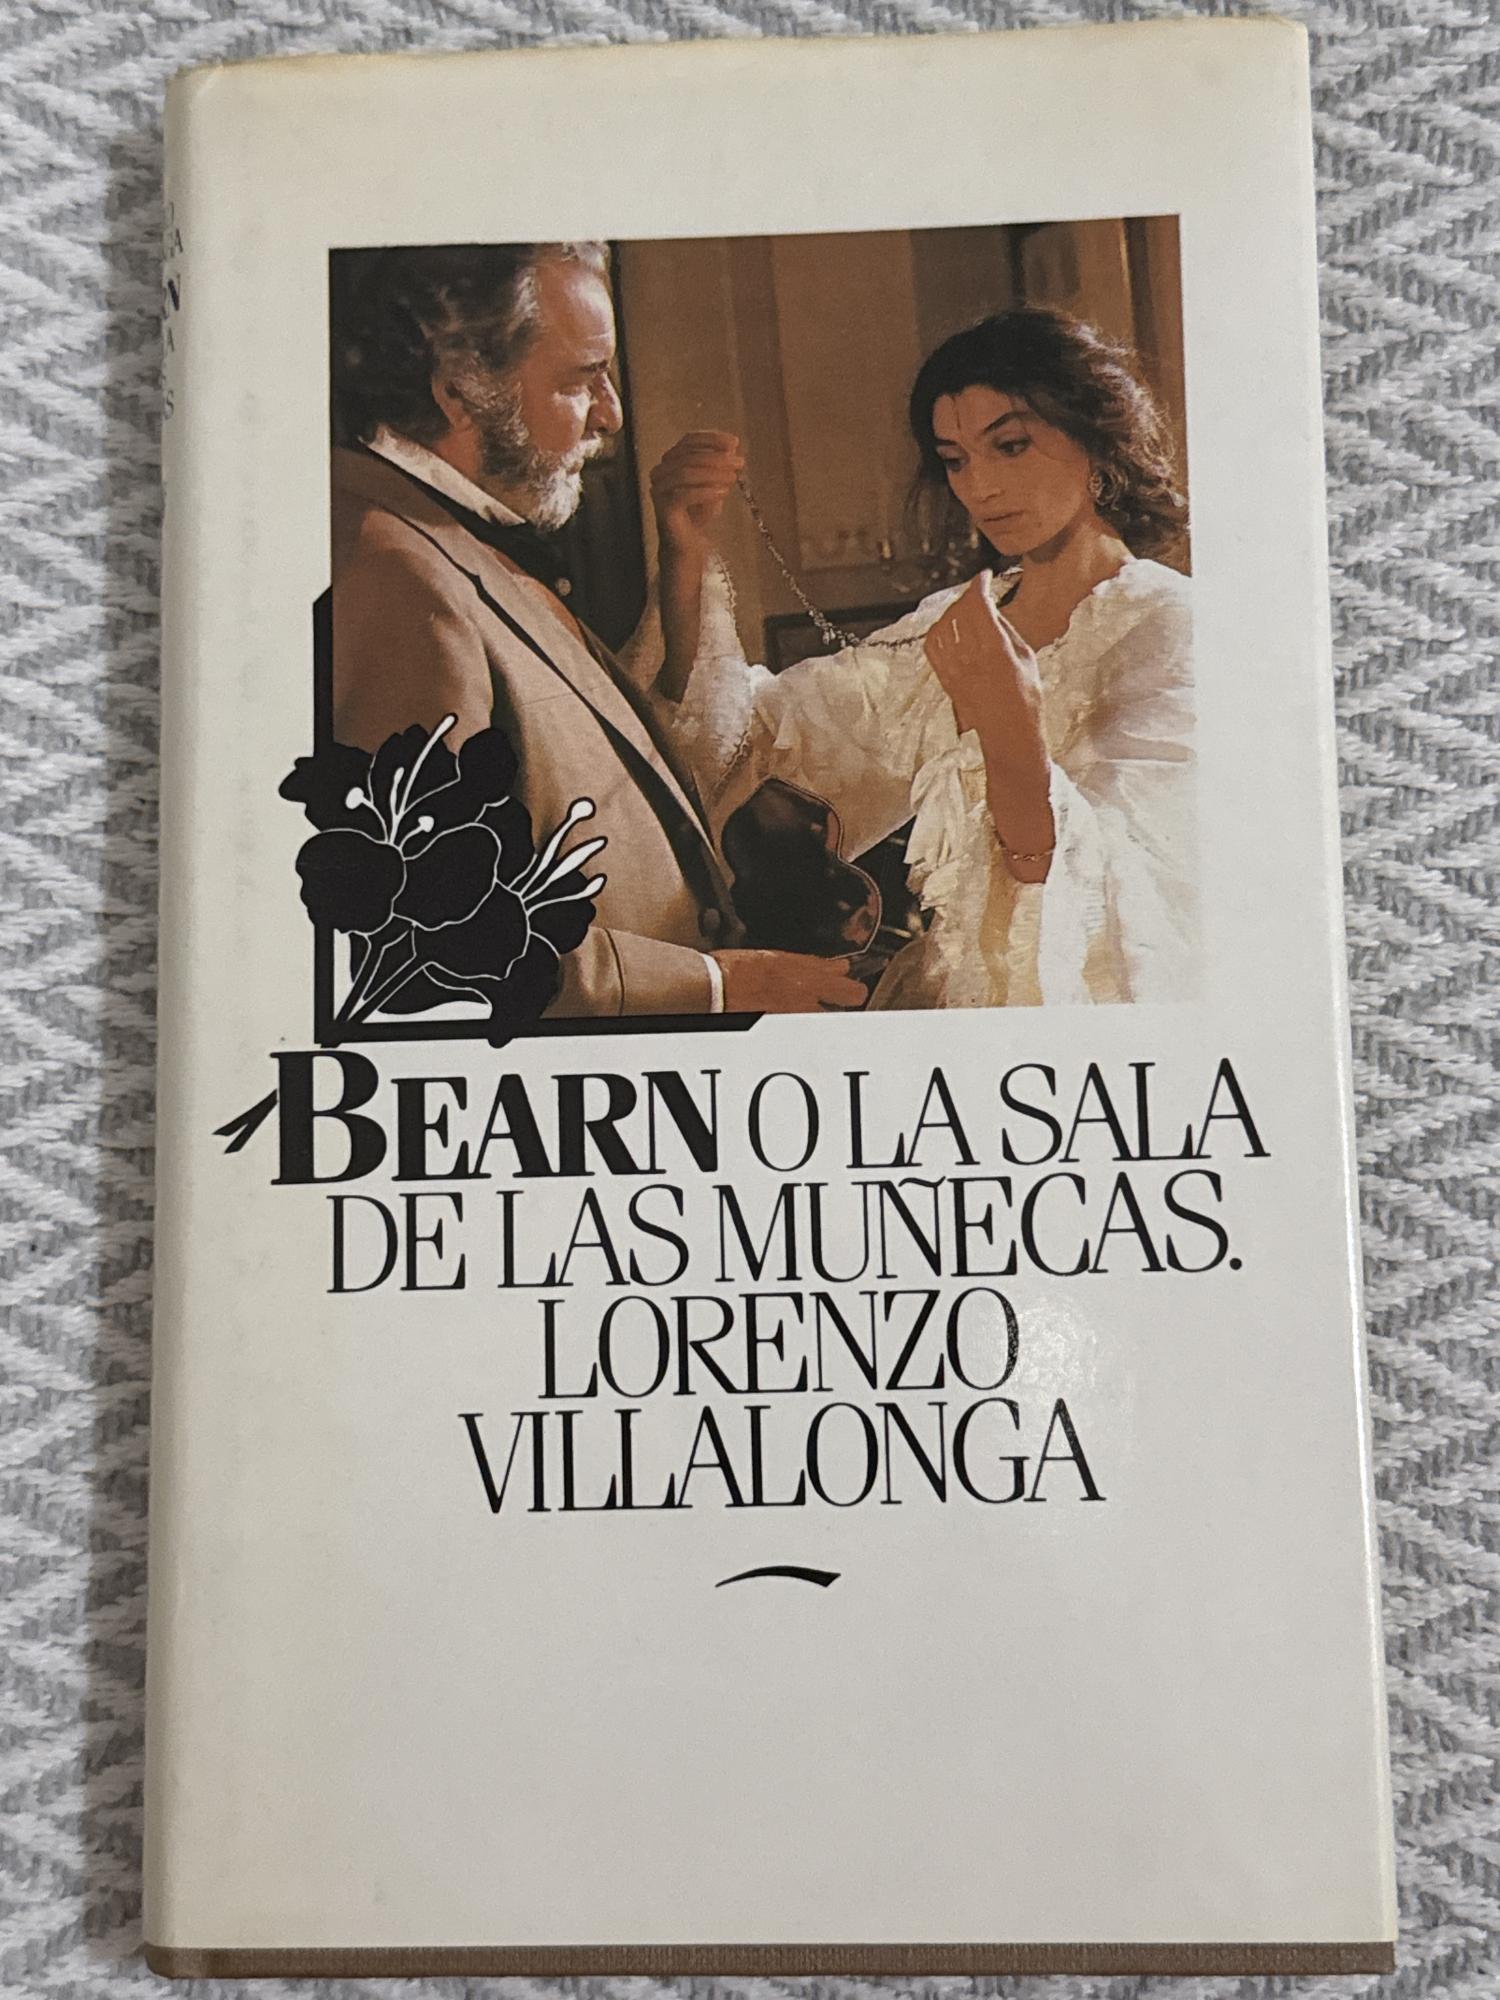 BEARN O LA SALA
DE LAS MUÑECAS.
LORENZO
VILLALONGA